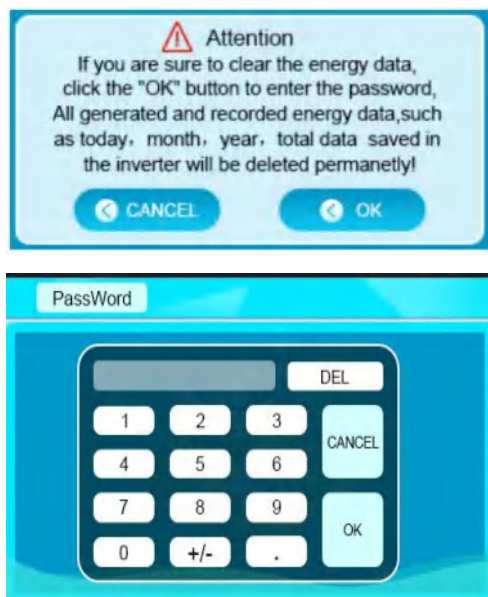 Attention
If you are sure to clear the energy data,
click the "OK" button to enter the password,
All generated and recorded energy data,such
as today, month, year, total data saved in
the inverter will be deleted permanetly!
CANCEL OK
PassWord
DEL
1 2 3
CANCEL
4 5 6
7 8 9
OK
0 +/- .